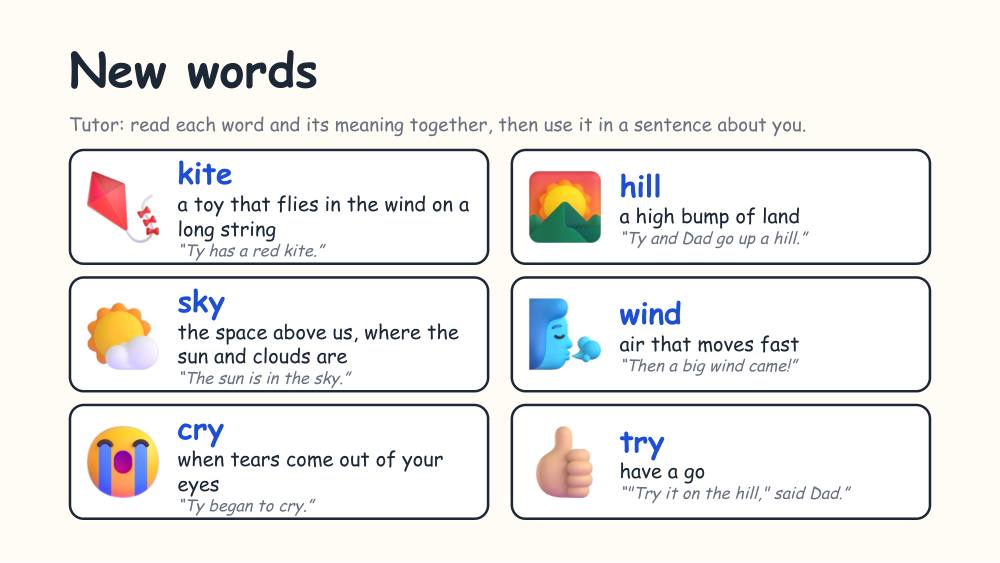 New words
Tutor: read each word and its meaning together, then use it in a sentence about you.
kite
a toy that flies in the wind on a
long string
“Ty has a red kite.”
hill
a high bump of land
“Ty and Dad go up a hill.”
sky
the space above us, where the
sun and clouds are
“The sun is in the sky.”
wind
air that moves fast
“Then a big wind came!”
cry
when tears come out of your
eyes
“Ty began to cry.”
try
have a go
“"Try it on the hill," said Dad.”